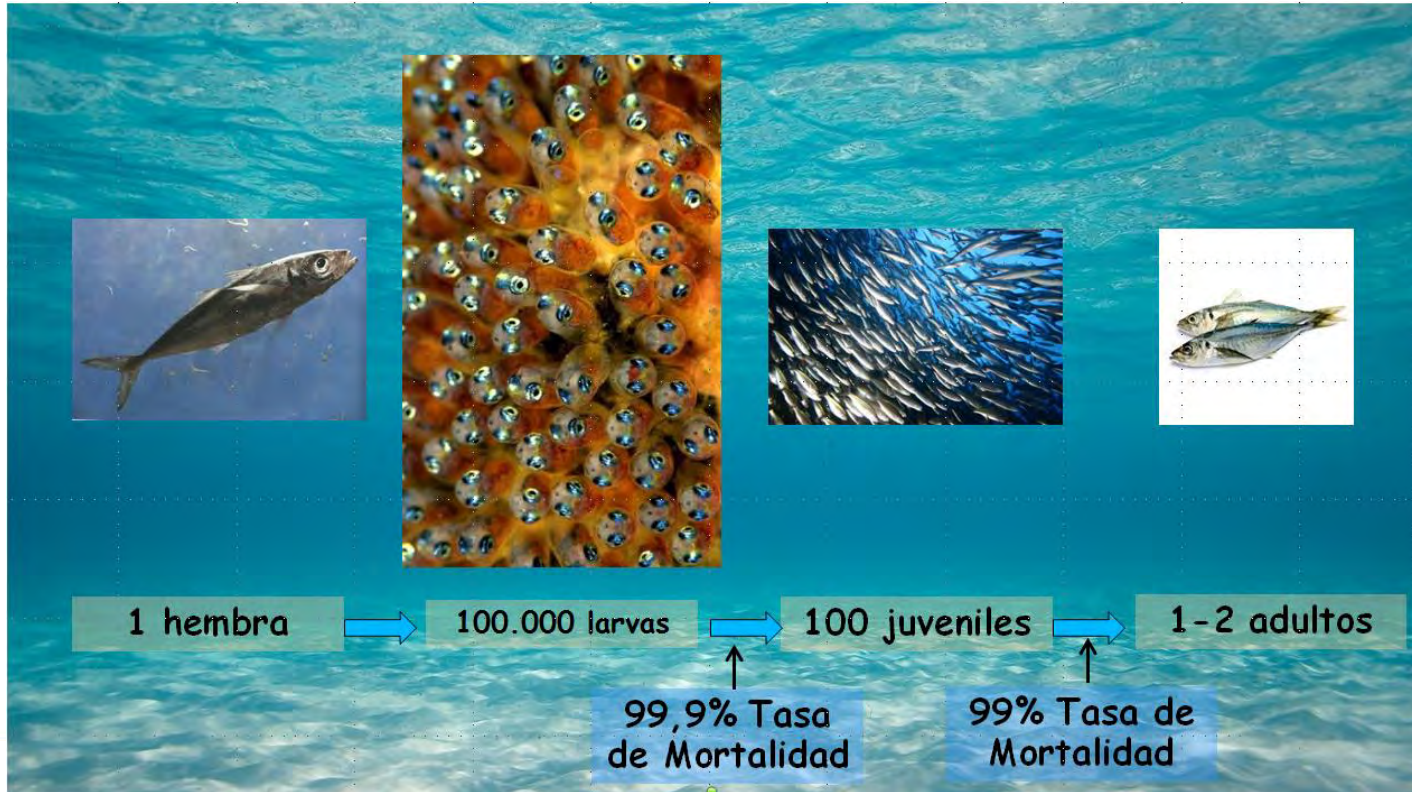 1 hembra
100.000 larvas
100 juveniles
1-2 adultos
99,9% Tasa
de Mortalidad
99% Tasa de
Mortalidad